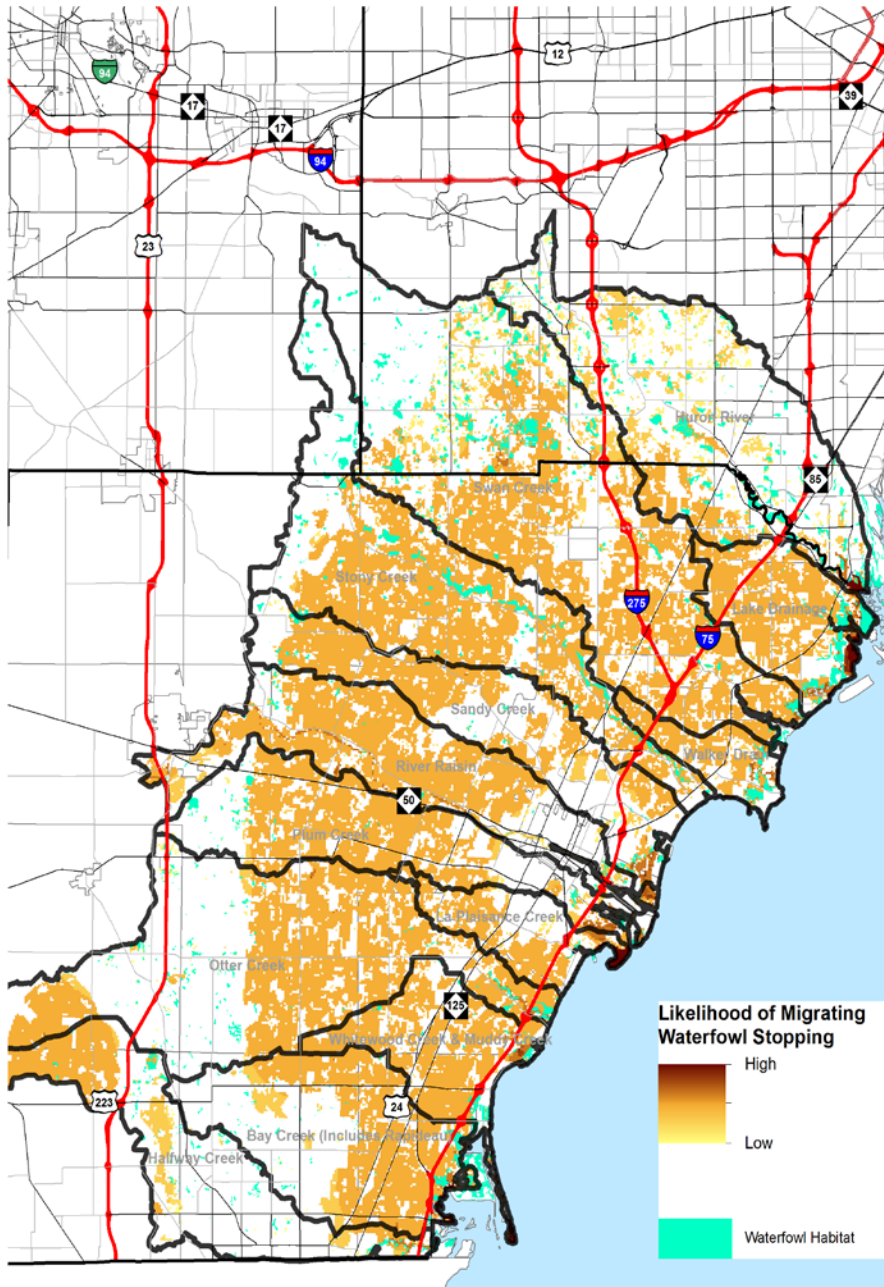 12
94
39
17
17
94
23
Huron River
85
Swan Creek
Stony Creek
275
Lake Drainage
75
Sandy Creek
Walker Drain
River Raisin
50
Plum Creek
La Plaisance Creek
Otter Creek
125
Likelihood of Migrating
Waterfowl Stopping
Whitewood Creek & Muddy Creek
High
223
24
Low
Bay Creek (Includes Rapideau)
Halfway Creek
Waterfowl Habitat